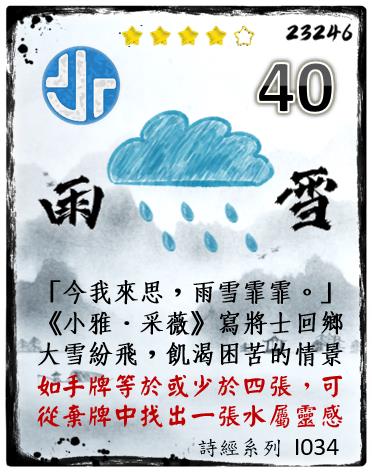 23246
40
雨 雪
「今我來思，雨雪霏霏。」
《小雅．采薇》寫將士回鄉
大雪紛飛，飢渴困苦的情景
如手牌等於或少於四張，可
從棄牌中找出一張水屬靈感
詩經系列 I034